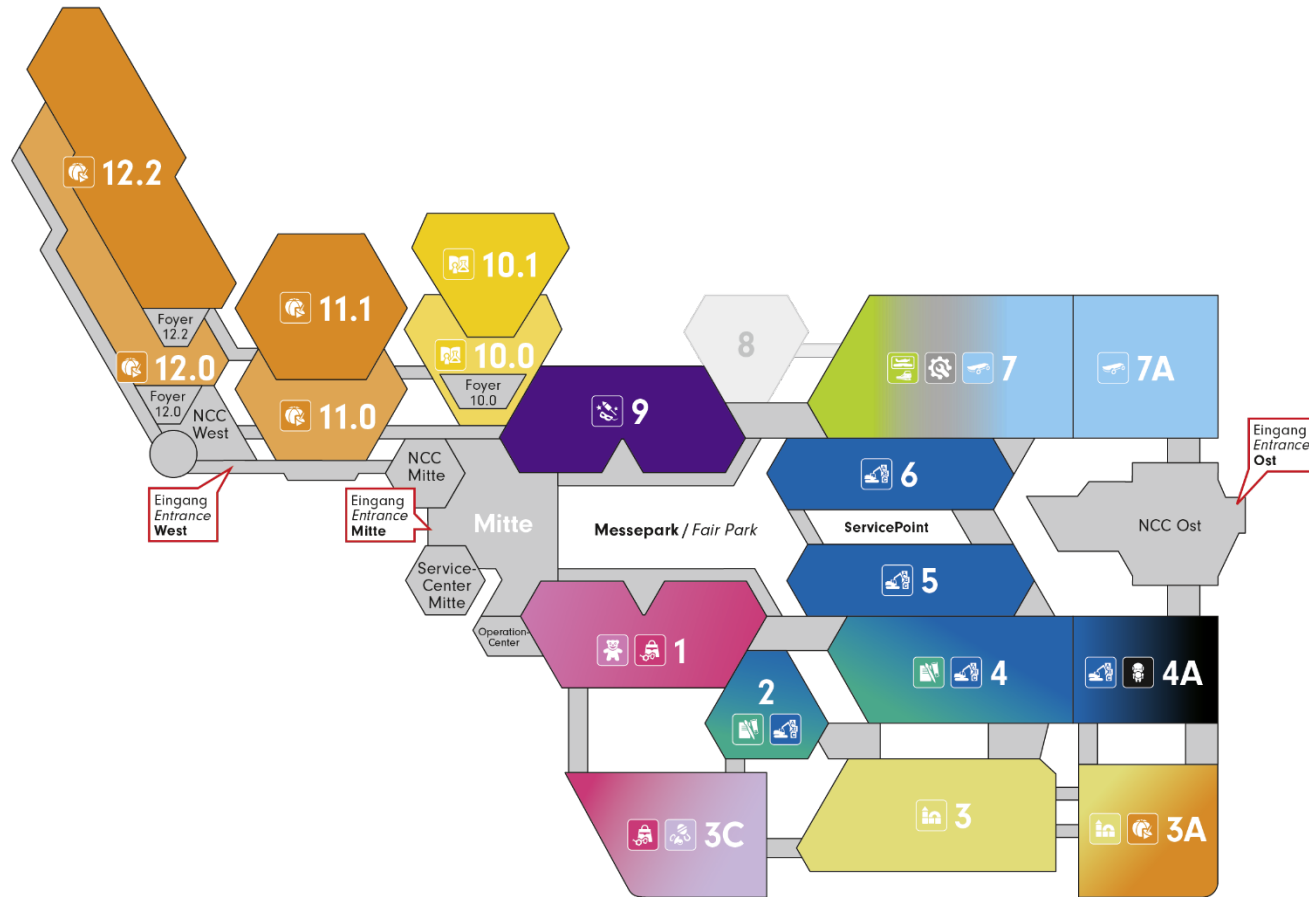 12.2
Foyer
12.2
12.0
Foyer
12.0
NCC
West
11.1
11.0
10.1
10.0
Foyer
10.0
8
9
7
7A
Eingang
Entrance
Ost
NCC Ost
Eingang
Entrance
West
NCC
Mitte
Eingang
Entrance
Mitte
Mitte
Messepark / Fair Park
6
ServicePoint
5
Service-
Center
Mitte
Operation-
Center
1
2
4
4A
3C
3
3A